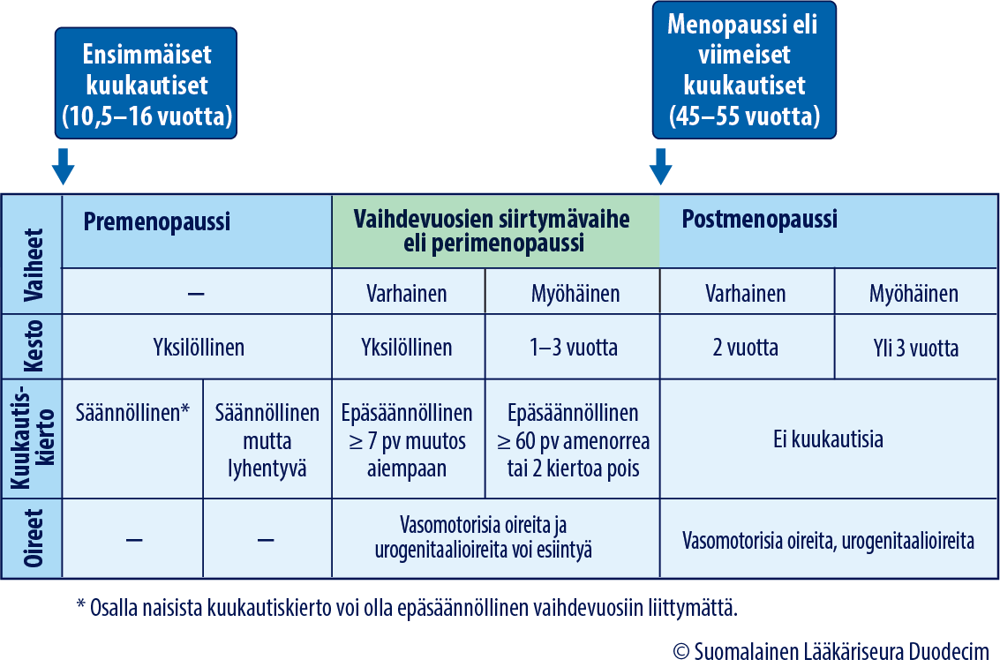 Ensimmäiset
kuukautiset
(10,5–16 vuotta)
Menopaussi eli
viimeiset
kuukautiset
(45–55 vuotta)
Vaiheet
Premenopaussi
Vaihdevuosien siirtymävaihe
eli perimenopaussi
Postmenopaussi
–
Varhainen
Myöhäinen
Varhainen
Myöhäinen
Kesto
Yksilöllinen
Yksilöllinen
1–3 vuotta
2 vuotta
Yli 3 vuotta
Kuukautis-
kierto
Säännöllinen*
Säännöllinen
mutta
lyhentyvä
Epäsäännöllinen
≥ 7 pv muutos
aiempaan
Epäsäännöllinen
≥ 60 pv amenorrea
tai 2 kiertoa pois
Ei kuukautisia
Oireet
–
–
Vasomotorisia oireita ja
urogenitaalioireita voi esiintyä
Vasomotorisia oireita, urogenitaalioireita
* Osalla naisista kuukautiskierto voi olla epäsäännöllinen vaihdevuosiin liittymättä.
© Suomalainen Lääkäriseura Duodecim